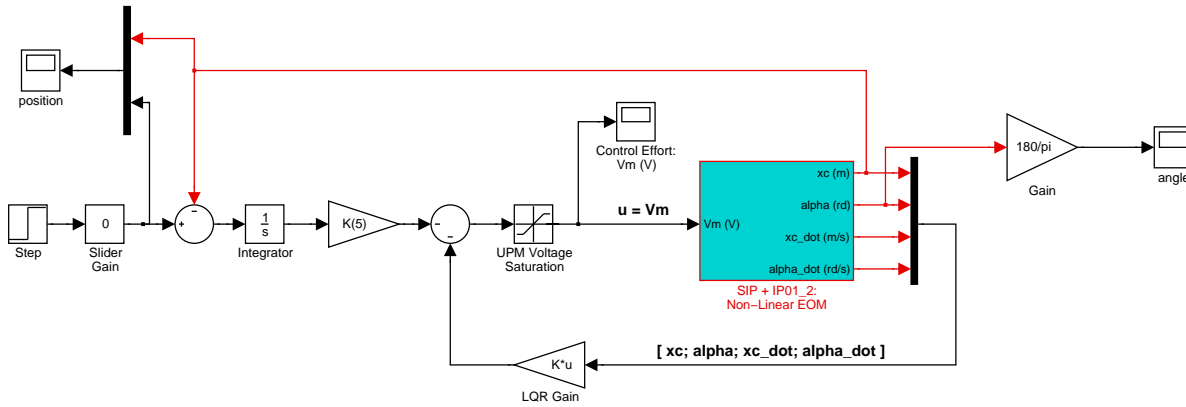 position
Step
0
Slider
Gain
+
−
1
s
Integrator
K(5)
−
−
UPM Voltage
Saturation
Control Effort:
Vm (V)
u = Vm
Vm (V)
xc (m)
alpha (rd)
xc_dot (m/s)
alpha_dot (rd/s)
SIP + IP01_2:
Non−Linear EOM
180/pi
Gain
angle
[ xc; alpha; xc_dot; alpha_dot ]
K*u
LQR Gain